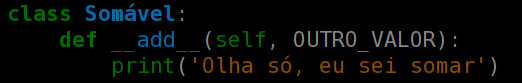 class Somável:
    def __add__(self, OUTRO_VALOR):
        print('Olha só, eu sei somar')